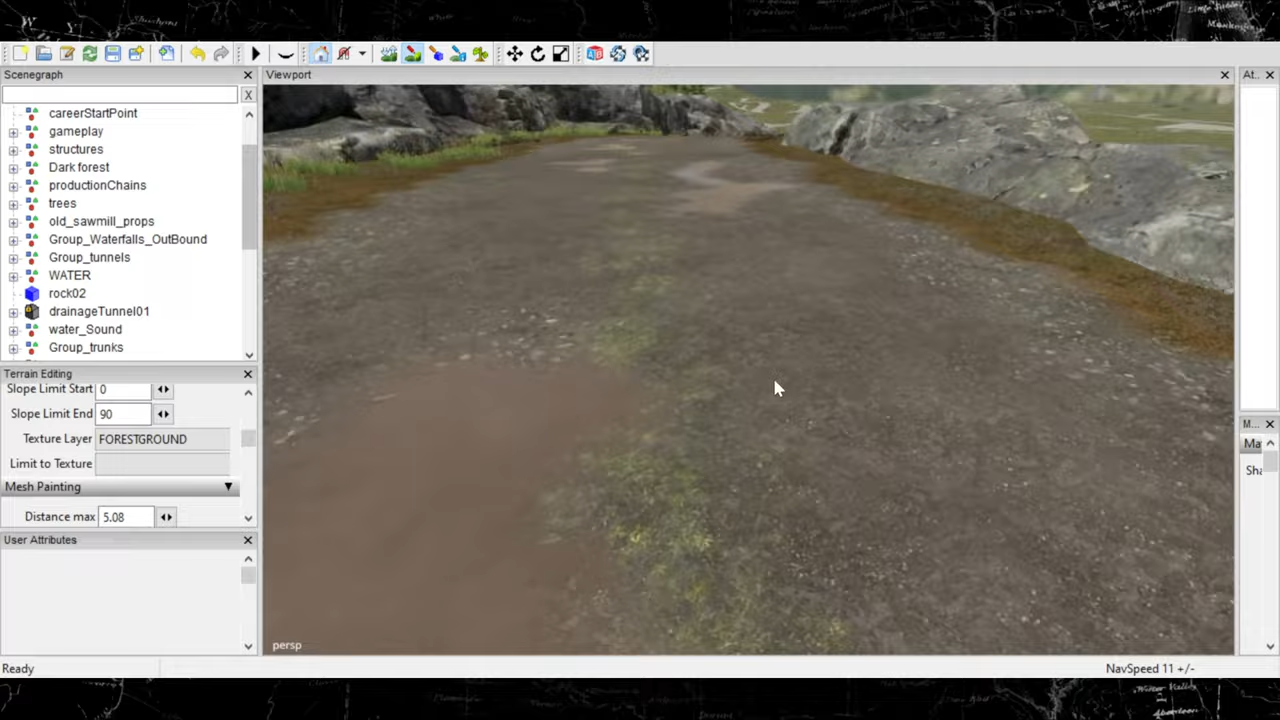 Scenegraph
X
Viewport
At..
careerStartPoint
gameplay
structures
Dark forest
productionChains
trees
old_sawmill_props
Group_Waterfalls_OutBound
Group_tunnels
WATER
rock02
drainageTunnel01
water_Sound
Group_trunks
Terrain Editing
Slope Limit Start 0
Slope Limit End 90
Texture Layer FORESTGROUND
Limit to Texture
Mesh Painting
Distance max 5.08
User Attributes
M...
Ma
Sha
persp
Ready
NavSpeed 11 +/-